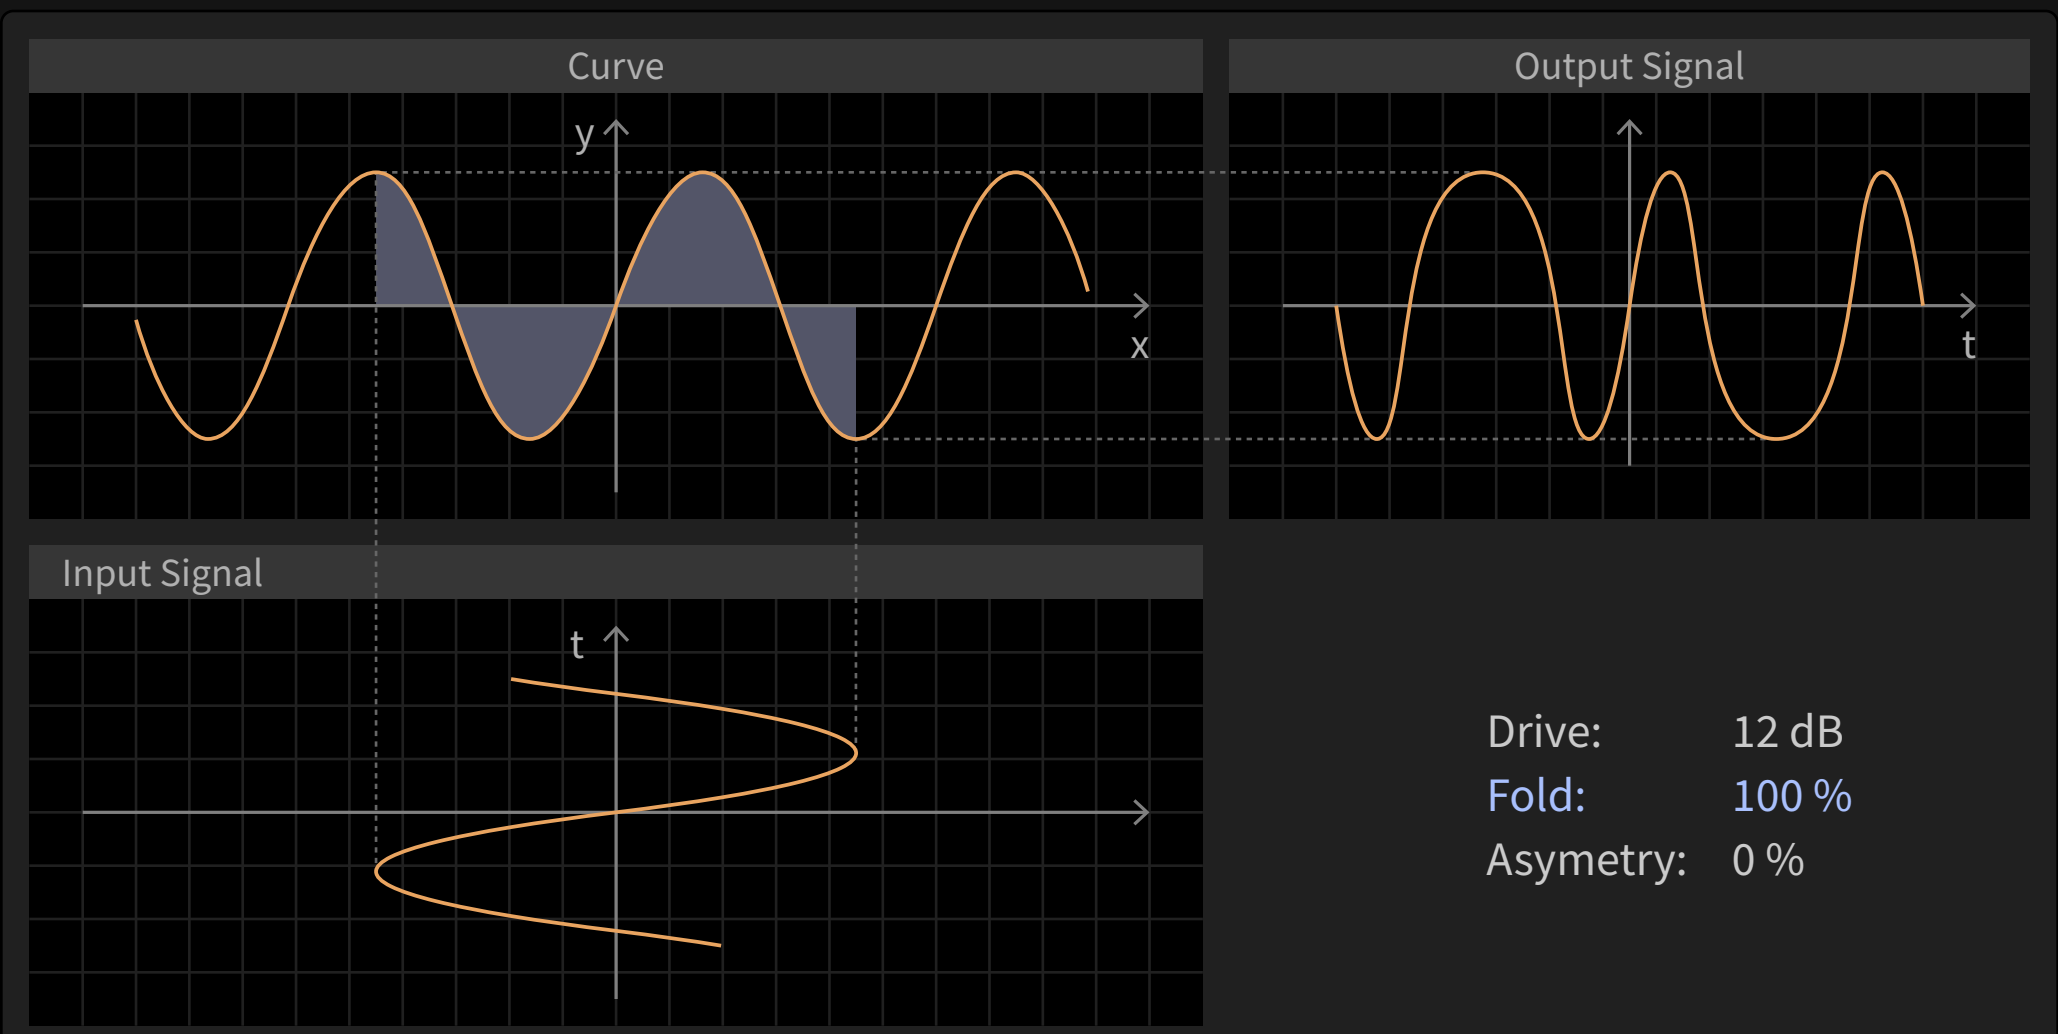 Curve
y
x
Output Signal
t
Input Signal
t
Drive: 12 dB
Fold: 100 %
Asymetry: 0 %